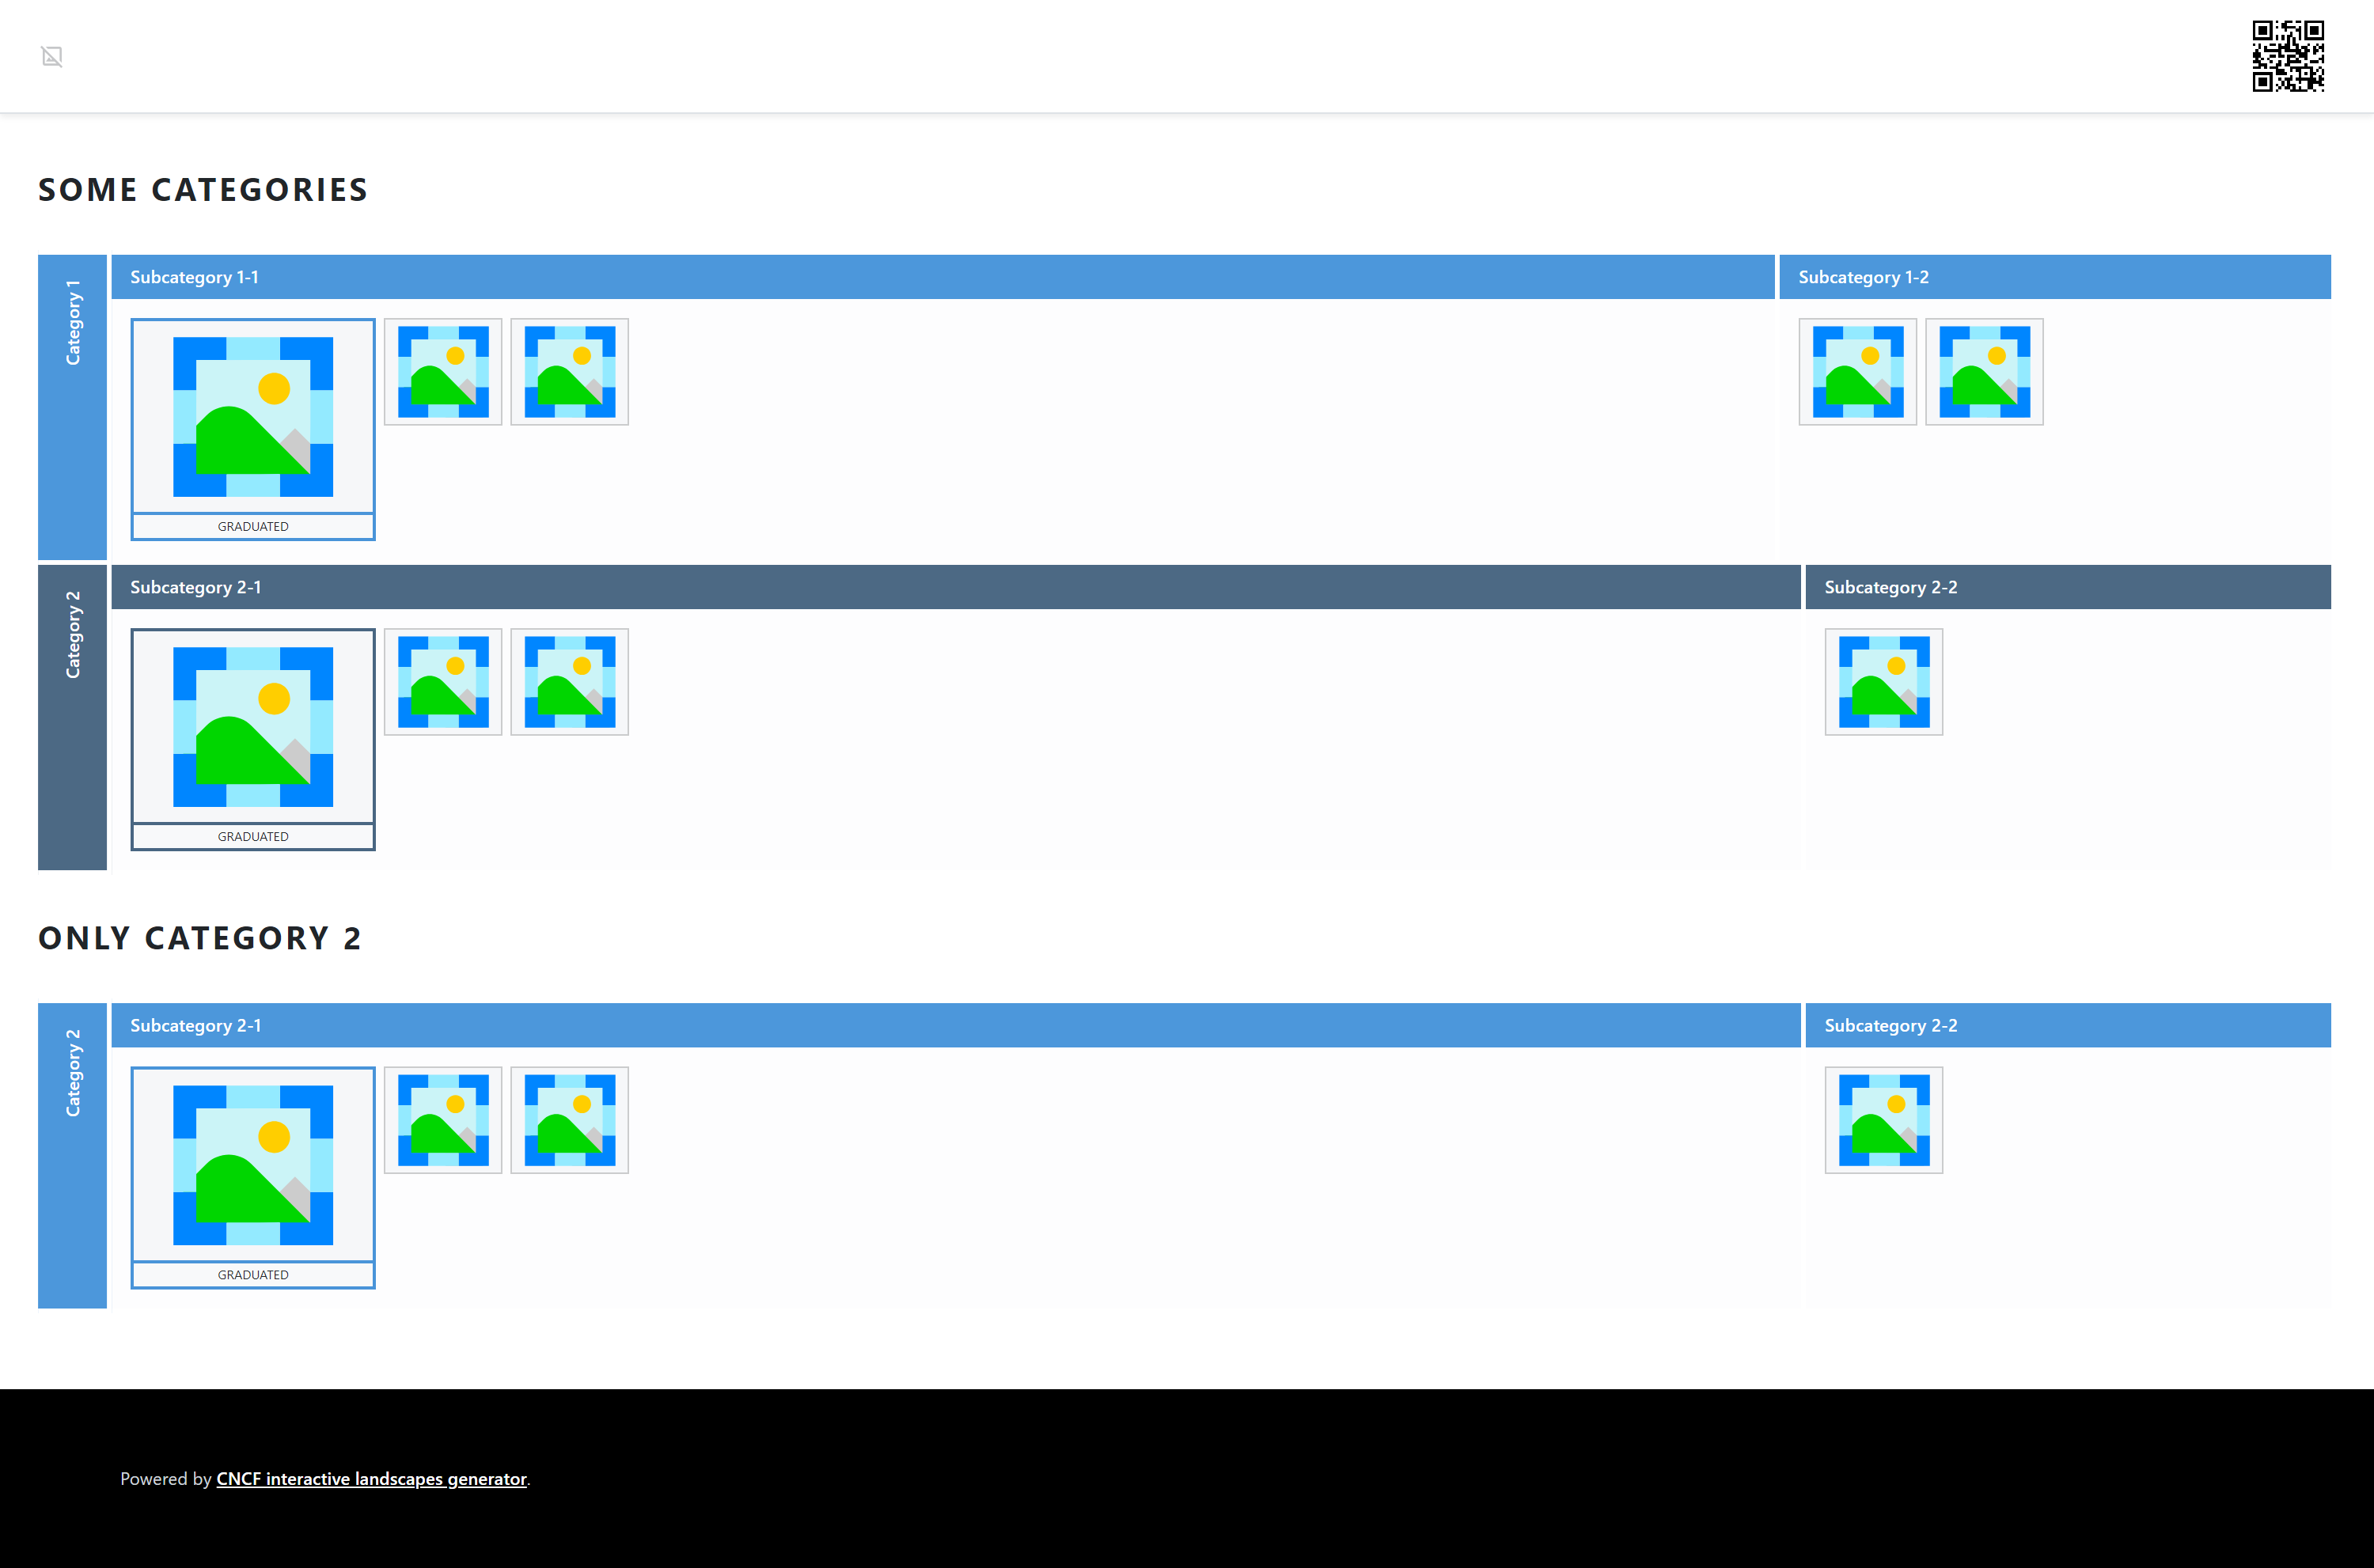 SOME CATEGORIES
Category 1
Subcategory 1-1
Subcategory 1-2
GRADUATED
Category 2
Subcategory 2-1
Subcategory 2-2
GRADUATED
ONLY CATEGORY 2
Category 2
Subcategory 2-1
Subcategory 2-2
GRADUATED
Powered by CNCF interactive landscapes generator.